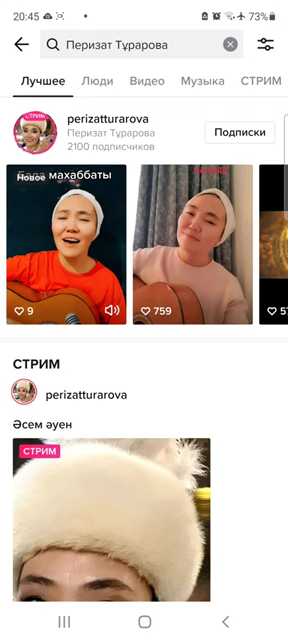 20:45
73%
Перизат Тұрарова
Лучшее Люди Видео Музыка СТРИМ
СТРИМ
perizatturarova
Перизат Тұрарова
2100 подписчиков
Подписки
Новое махаббаты
9
759
57
СТРИМ
perizatturarova
Әсем әуен
СТРИМ